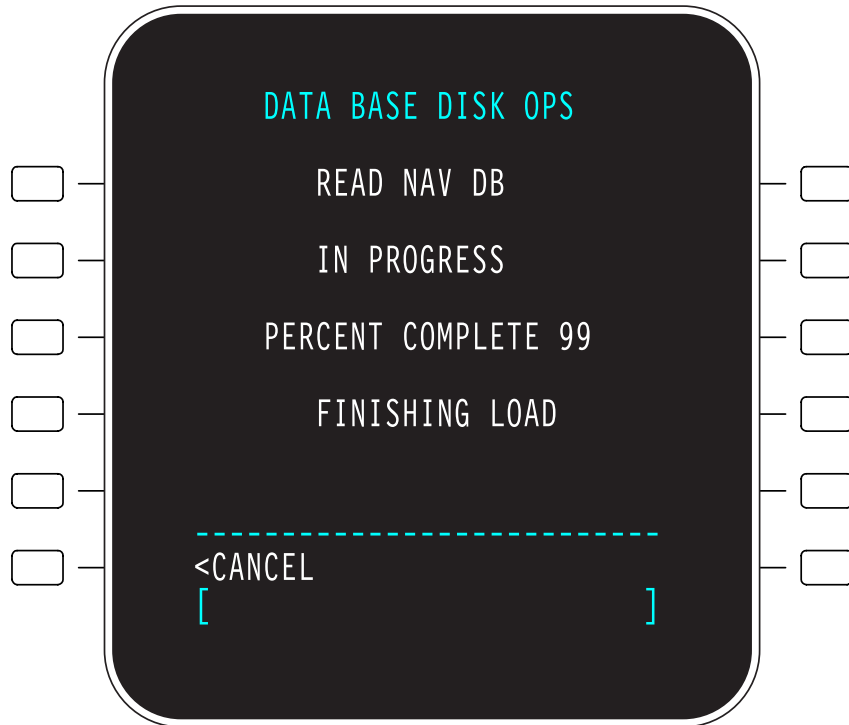 DATA BASE DISK OPS
READ NAV DB
IN PROGRESS
PERCENT COMPLETE 99
FINISHING LOAD
--------------------------
<CANCEL
[ ]